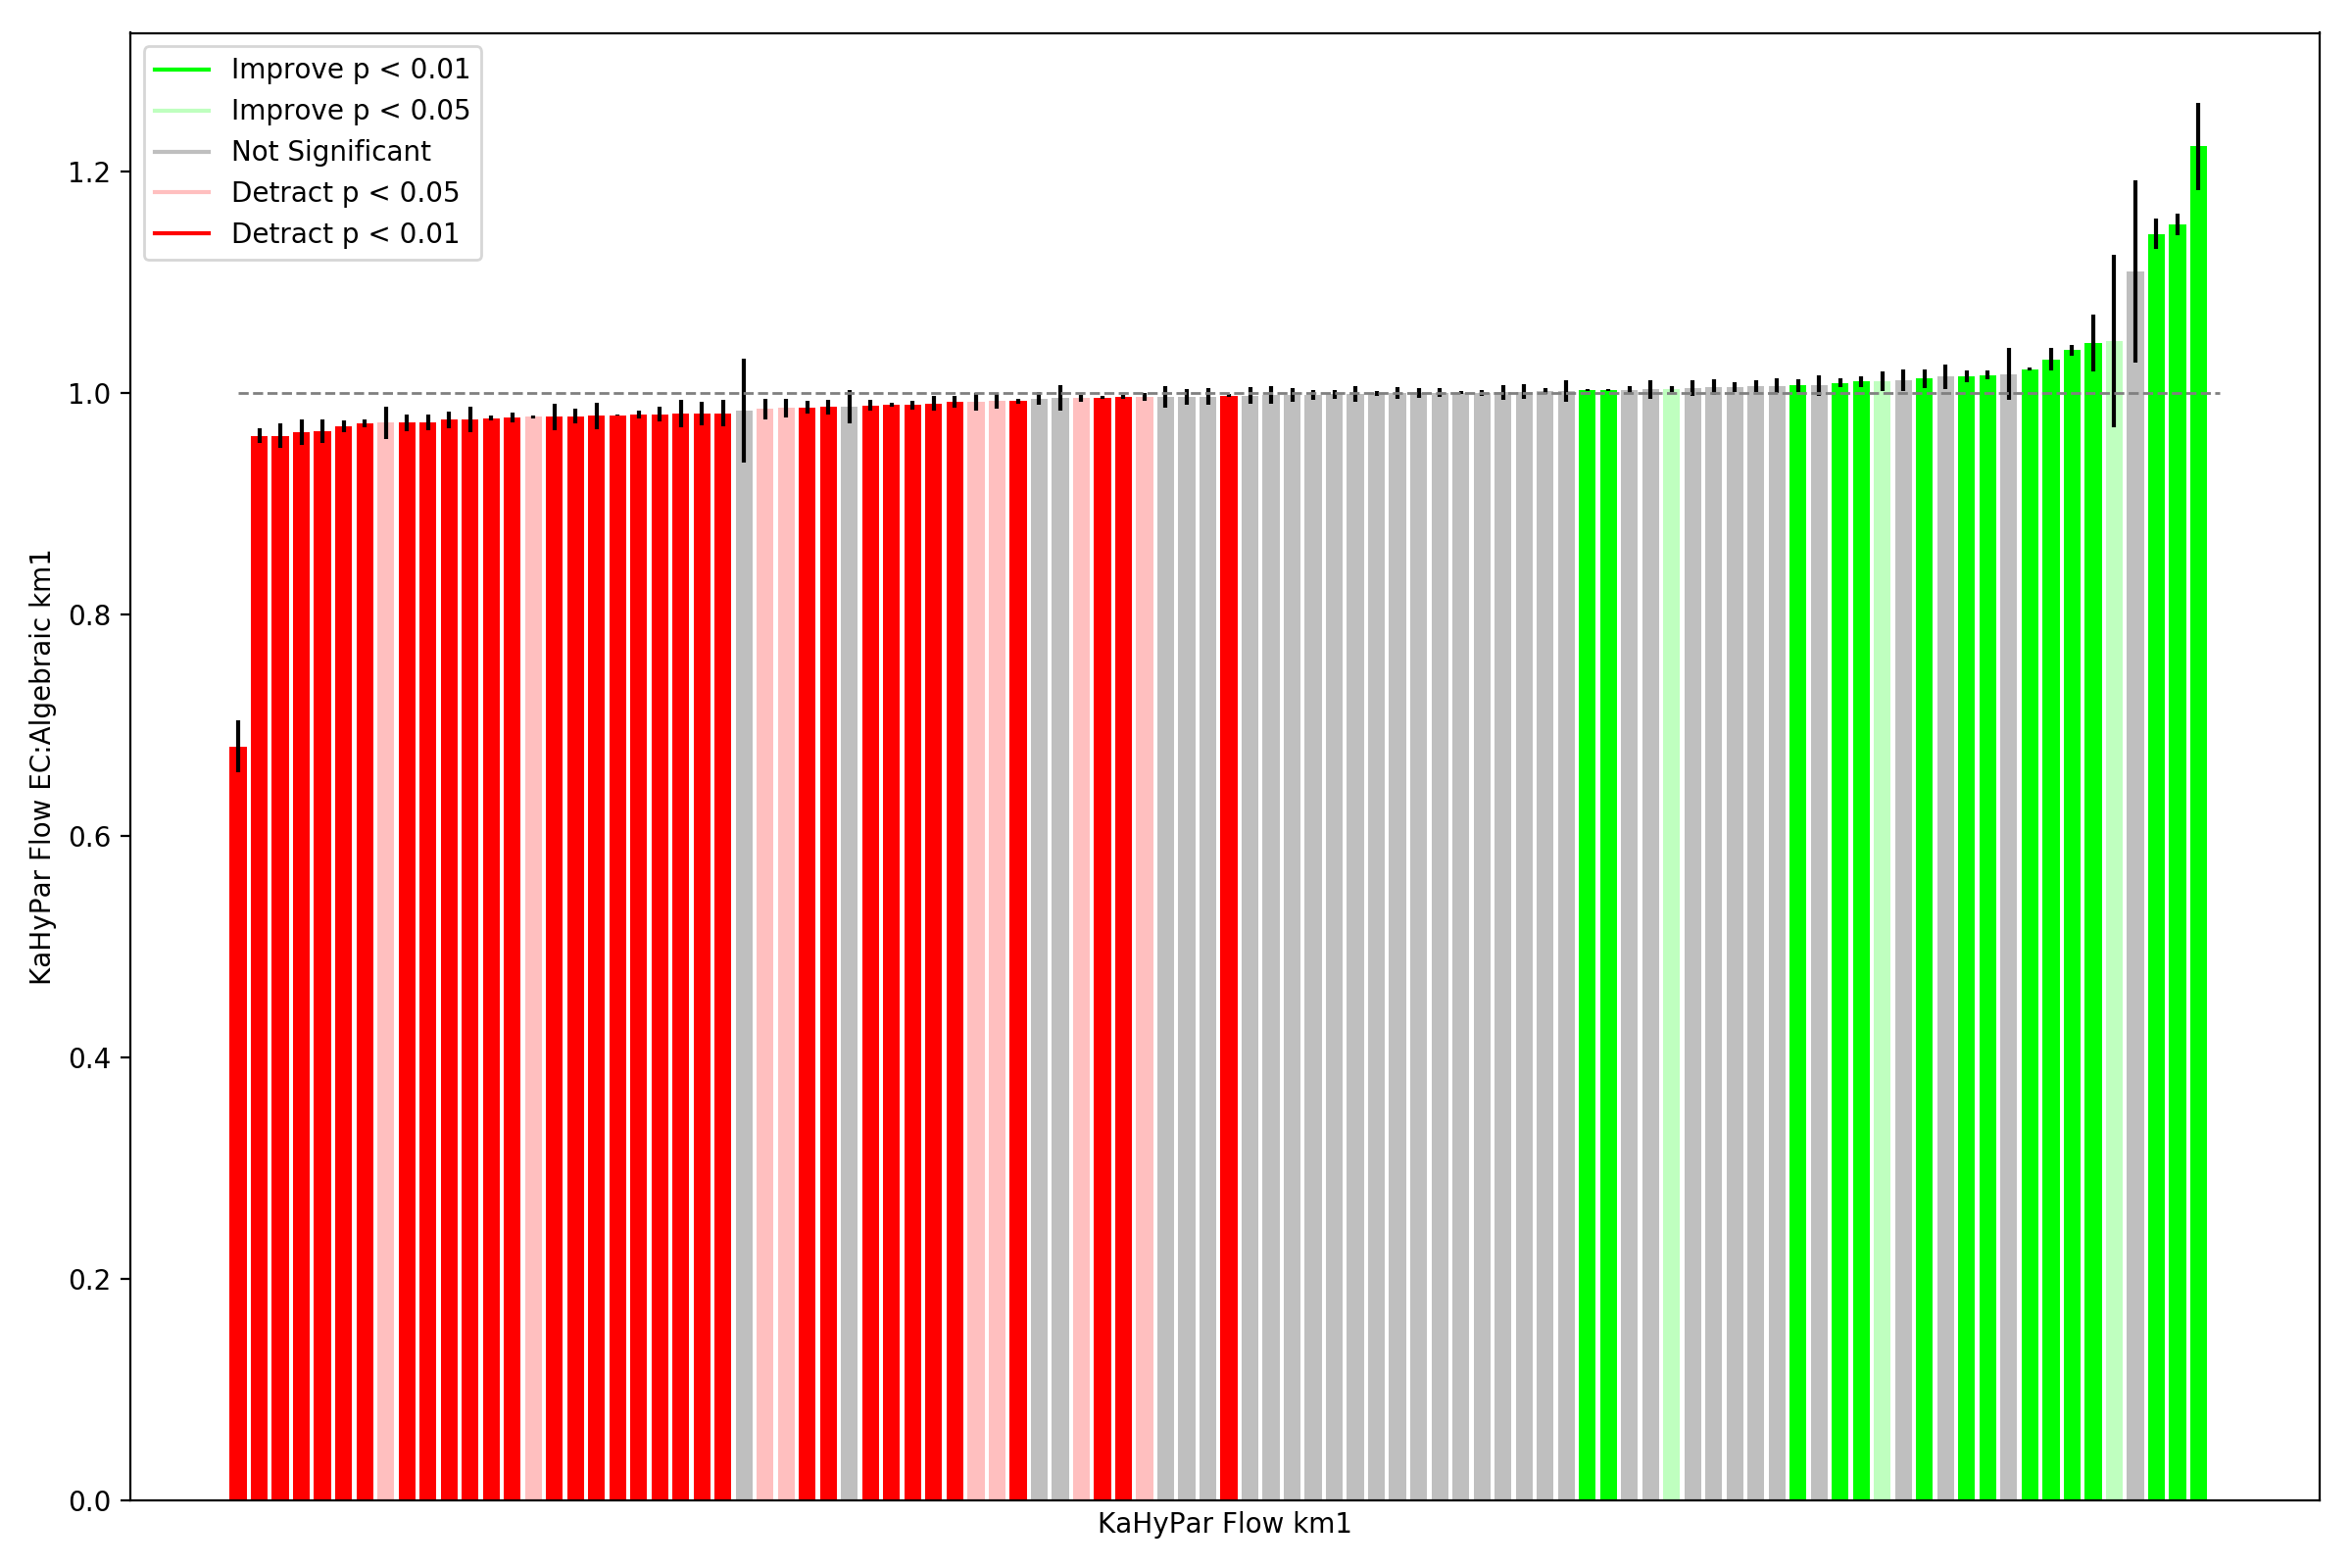 Improve p < 0.01
Improve p < 0.05
Not Significant
Detract p < 0.05
Detract p < 0.01
1.2
1.0
0.8
0.6
0.4
0.2
0.0
KaHyPar Flow EC:Algebraic km1
KaHyPar Flow km1